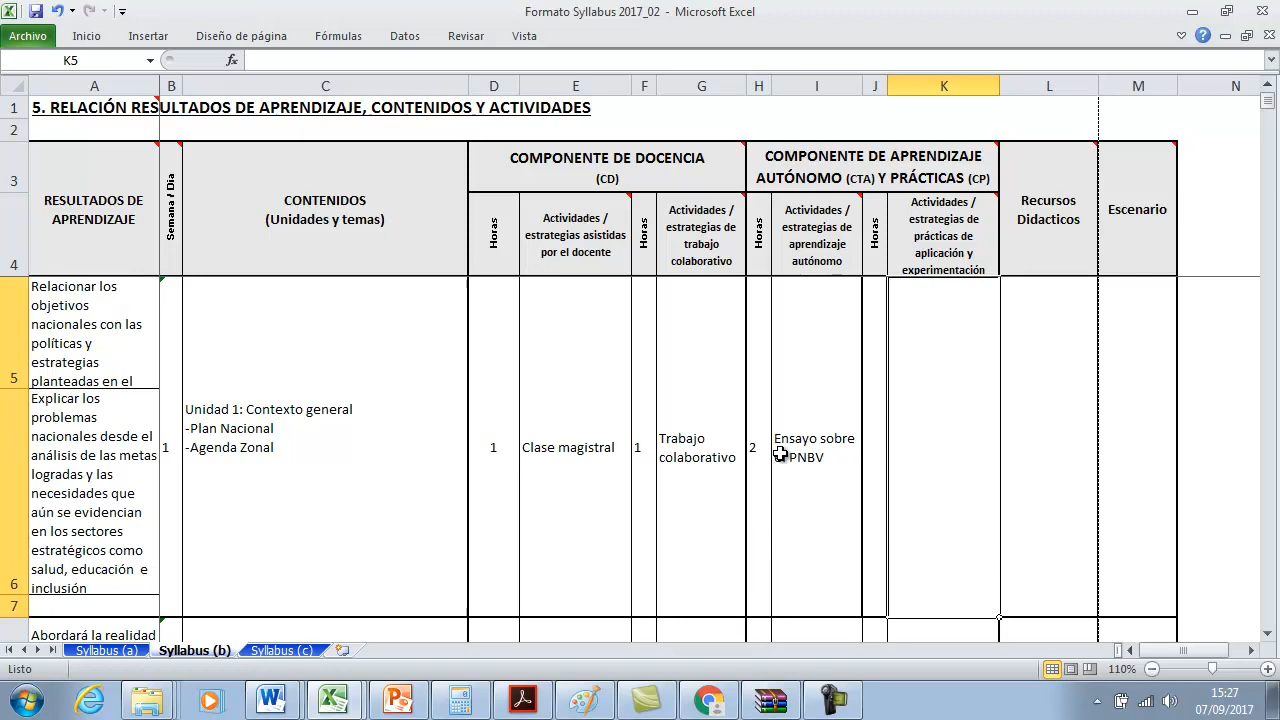 Formato Syllabus 2017_02 - Microsoft Excel
Archivo Inicio Insertar Diseño de página Fórmulas Datos Revisar Vista
K5 fx
A B C D E F G H I J K L M N
1 5. RELACIÓN RESULTADOS DE APRENDIZAJE, CONTENIDOS Y ACTIVIDADES
2
3
4
RESULTADOS DE
APRENDIZAJE
Semana / Dia
CONTENIDOS
(Unidades y temas)
COMPONENTE DE DOCENCIA
(CD)
COMPONENTE DE APRENDIZAJE
AUTÓNOMO (CTA) Y PRÁCTICAS (CP)
Horas
Actividades /
estrategias asistidas
por el docente
Horas
Actividades /
estrategias de
trabajo
colaborativo
Horas
Actividades /
estrategias de
aprendizaje
autónomo
Horas
Actividades /
estrategias de
prácticas de
aplicación y
experimentación
Recursos
Didacticos
Escenario
5
Relacionar los
objetivos
nacionales con las
políticas y
estrategias
planteadas en el
6
Explicar los
problemas
nacionales desde el
análisis de las metas
logradas y las
necesidades que
aún se evidencian
en los sectores
estratégicos como
salud, educación e
inclusión
7
1
Unidad 1: Contexto general
-Plan Nacional
-Agenda Zonal
1
Clase magistral
1
Trabajo
colaborativo
2
Ensayo sobre
PNBV
Abordará la realidad
Syllabus (a) Syllabus (b) Syllabus (c)
Listo 110%
15:27
07/09/2017